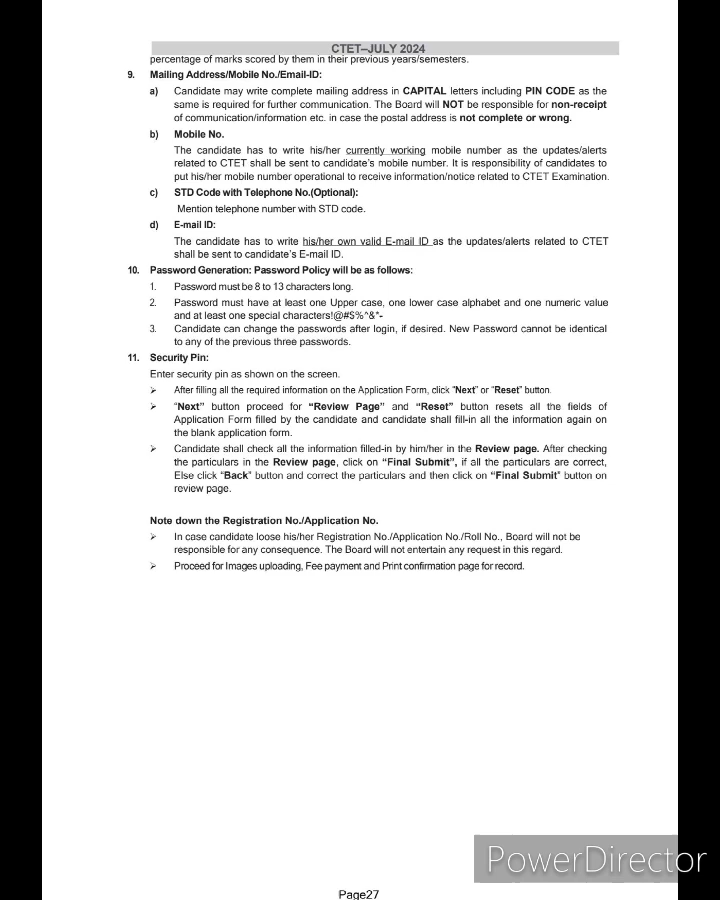 CTET–JULY 2024
percentage of marks scored by them in their previous years/semesters.
9. Mailing Address/Mobile No./Email-ID:
a) Candidate may write complete mailing address in CAPITAL letters including PIN CODE as the
same is required for further communication. The Board will NOT be responsible for non-receipt
of communication/information etc. in case the postal address is not complete or wrong.
b) Mobile No.
The candidate has to write his/her currently working mobile number as the updates/alerts
related to CTET shall be sent to candidate's mobile number. It is responsibility of candidates to
put his/her mobile number operational to receive information/notice related to CTET Examination.
c) STD Code with Telephone No.(Optional):
Mention telephone number with STD code.
d) E-mail ID:
The candidate has to write his/her own valid E-mail ID as the updates/alerts related to CTET
shall be sent to candidate's E-mail ID.
10. Password Generation: Password Policy will be as follows:
1. Password must be 8 to 13 characters long.
2. Password must have at least one Upper case, one lower case alphabet and one numeric value
and at least one special characters!@#$%^&*-
3. Candidate can change the passwords after login, if desired. New Password cannot be identical
to any of the previous three passwords.
11. Security Pin:
Enter security pin as shown on the screen.
➢ After filling all the required information on the Application Form, click "Next" or "Reset" button.
➢ "Next" button proceed for "Review Page" and "Reset" button resets all the fields of
Application Form filled by the candidate and candidate shall fill-in all the information again on
the blank application form.
➢ Candidate shall check all the information filled-in by him/her in the Review page. After checking
the particulars in the Review page, click on "Final Submit", if all the particulars are correct,
Else click "Back" button and correct the particulars and then click on "Final Submit" button on
review page.
Note down the Registration No./Application No.
➢ In case candidate loose his/her Registration No./Application No./Roll No., Board will not be
responsible for any consequence. The Board will not entertain any request in this regard.
➢ Proceed for Images uploading, Fee payment and Print confirmation page for record.
PowerDirector
Page27